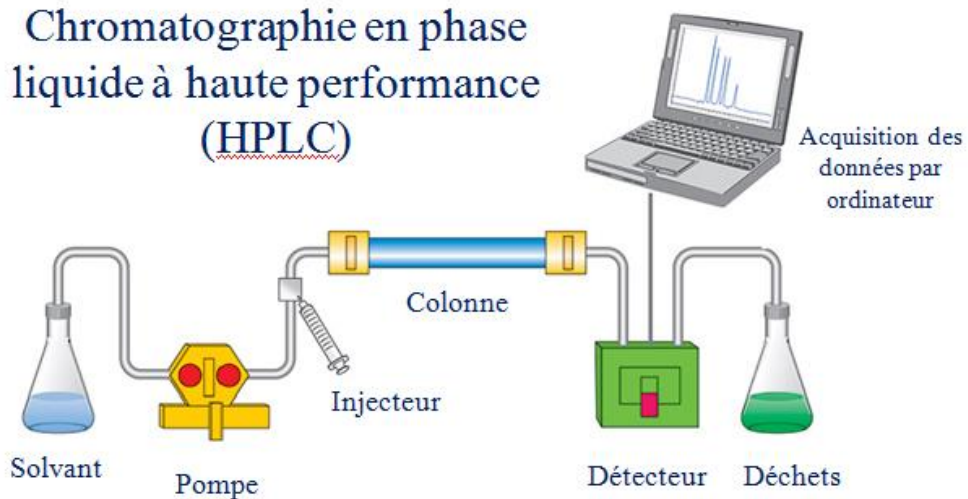 Chromatographie en phase
liquide à haute performance
(HPLC)
Acquisition des
données par
ordinateur
Colonne
Injecteur
Solvant
Pompe
Détecteur
Déchets